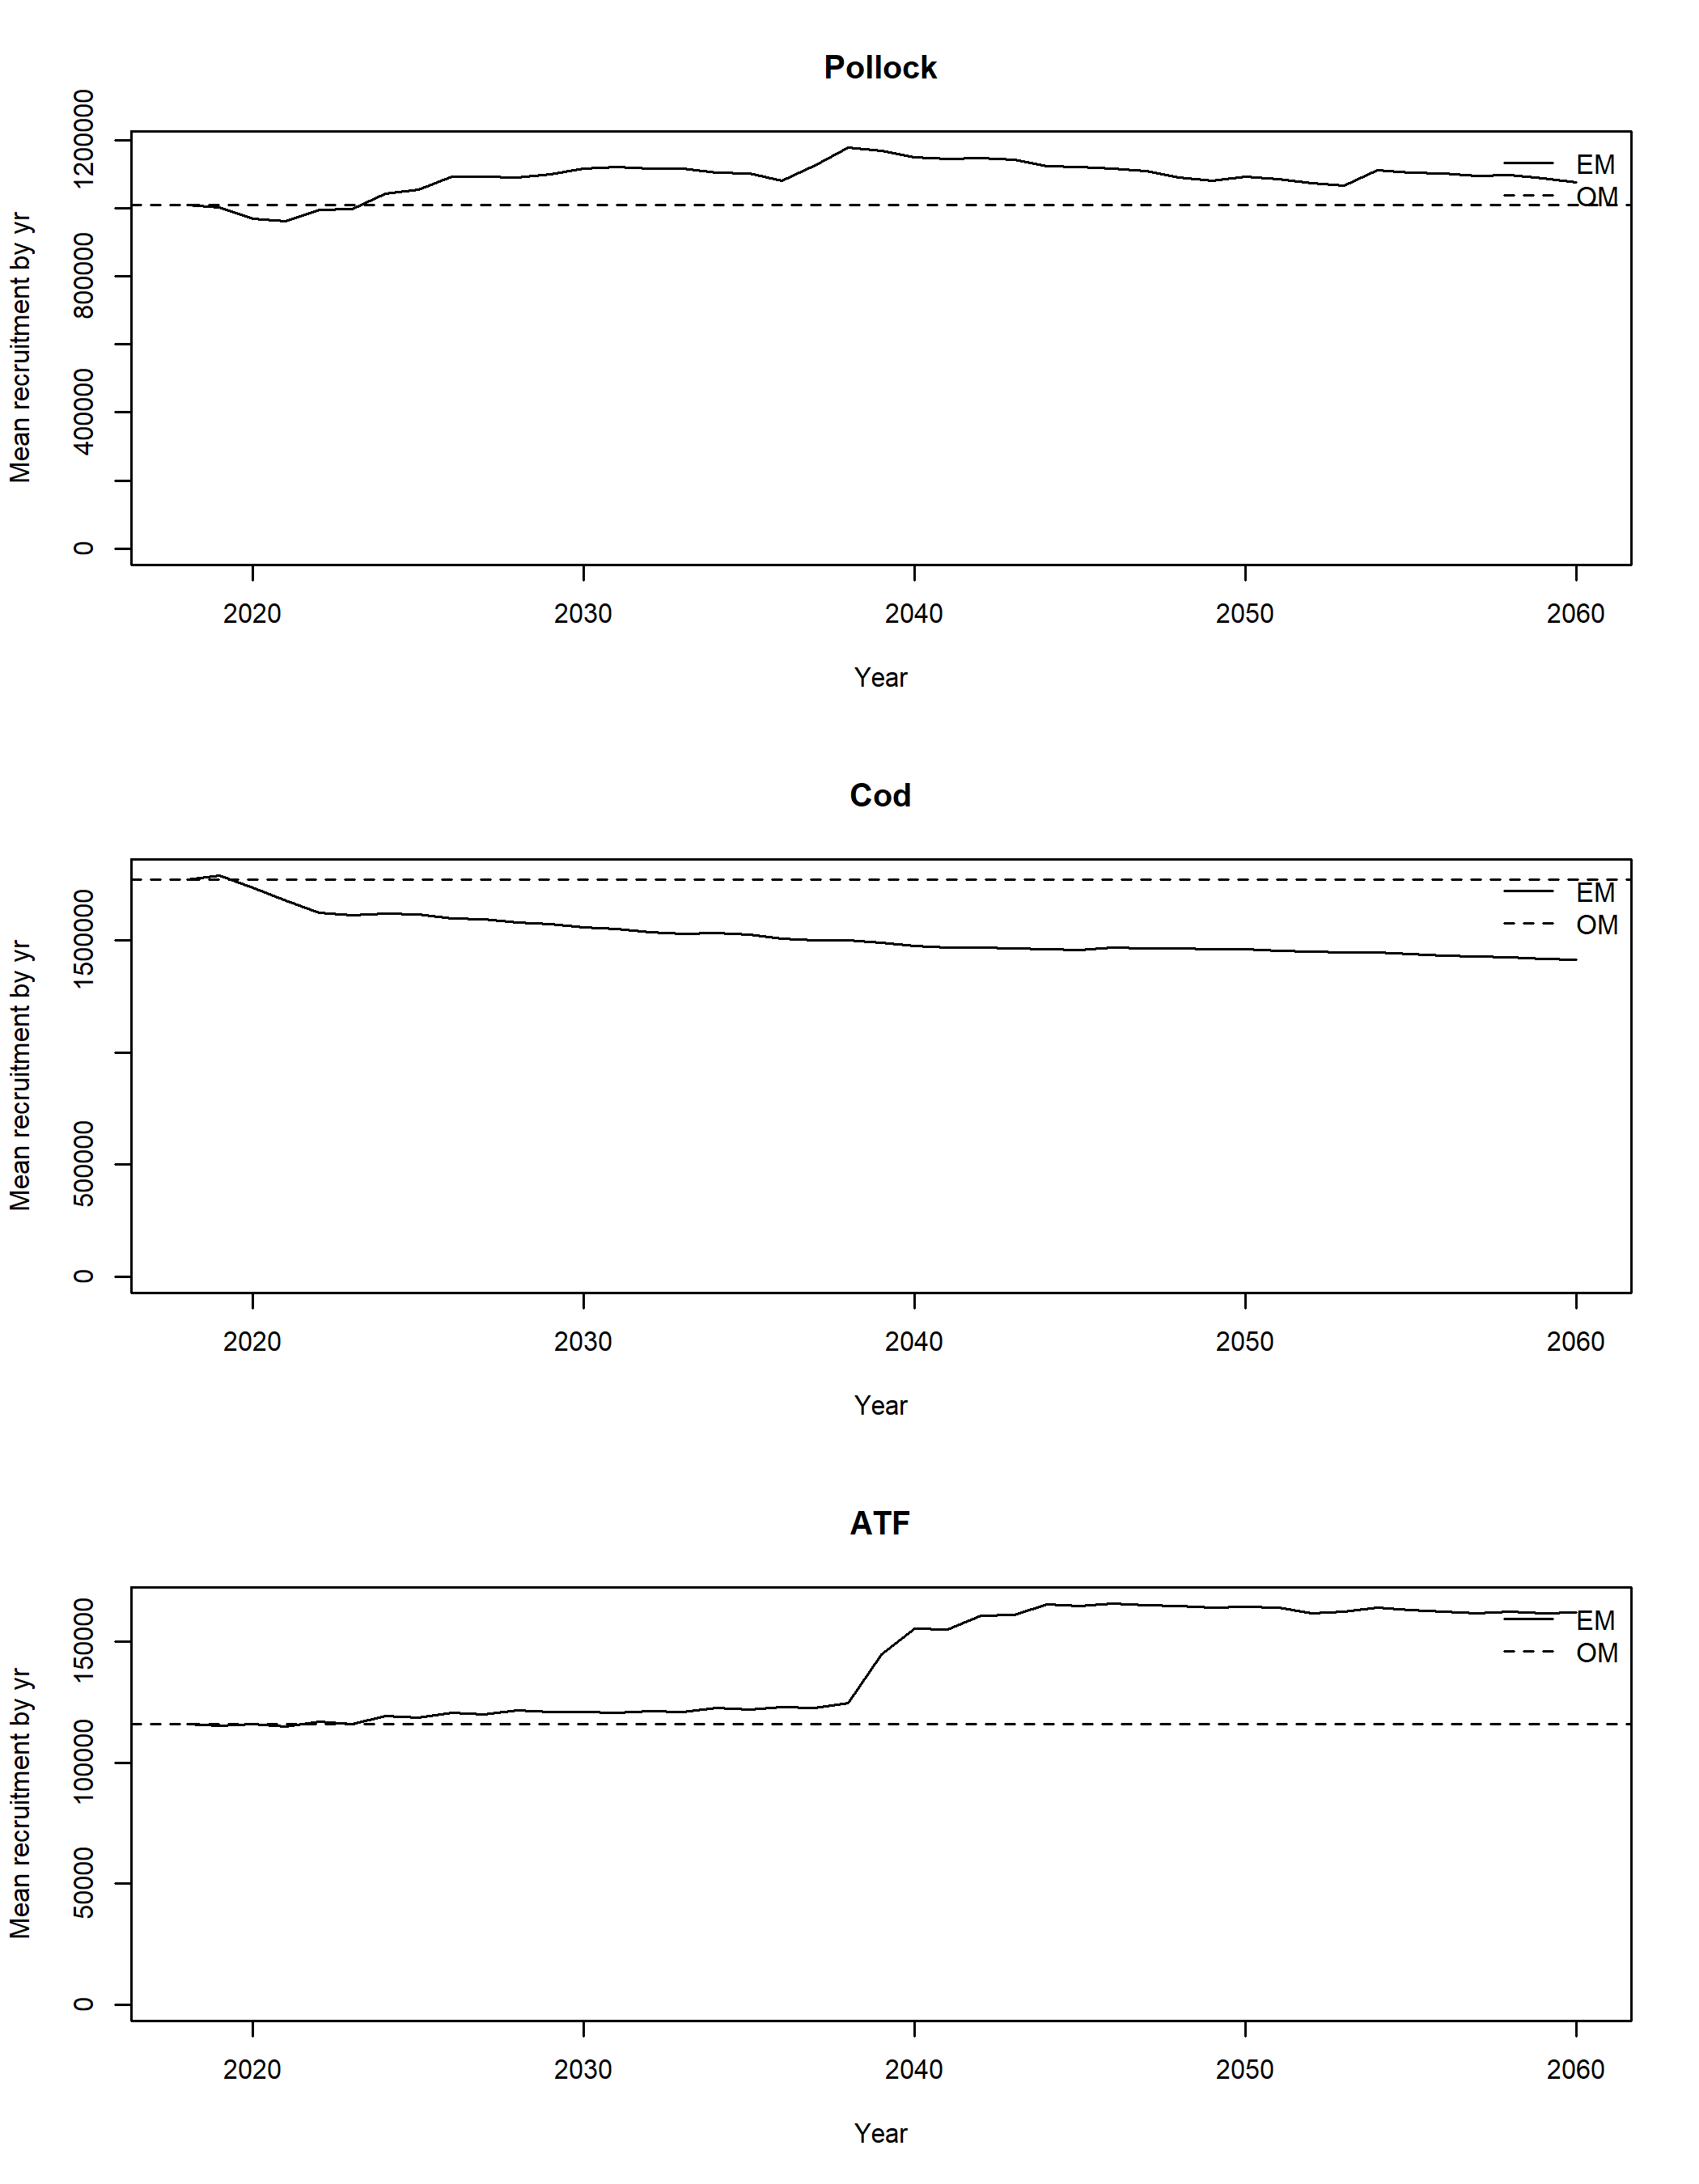 Pollock
Mean recruitment by yr
1200000
800000
400000
0
EM
OM
2020 2030 2040 2050 2060
Year
Cod
Mean recruitment by yr
1500000
500000
0
EM
OM
2020 2030 2040 2050 2060
Year
ATF
Mean recruitment by yr
150000
100000
50000
0
EM
OM
2020 2030 2040 2050 2060
Year